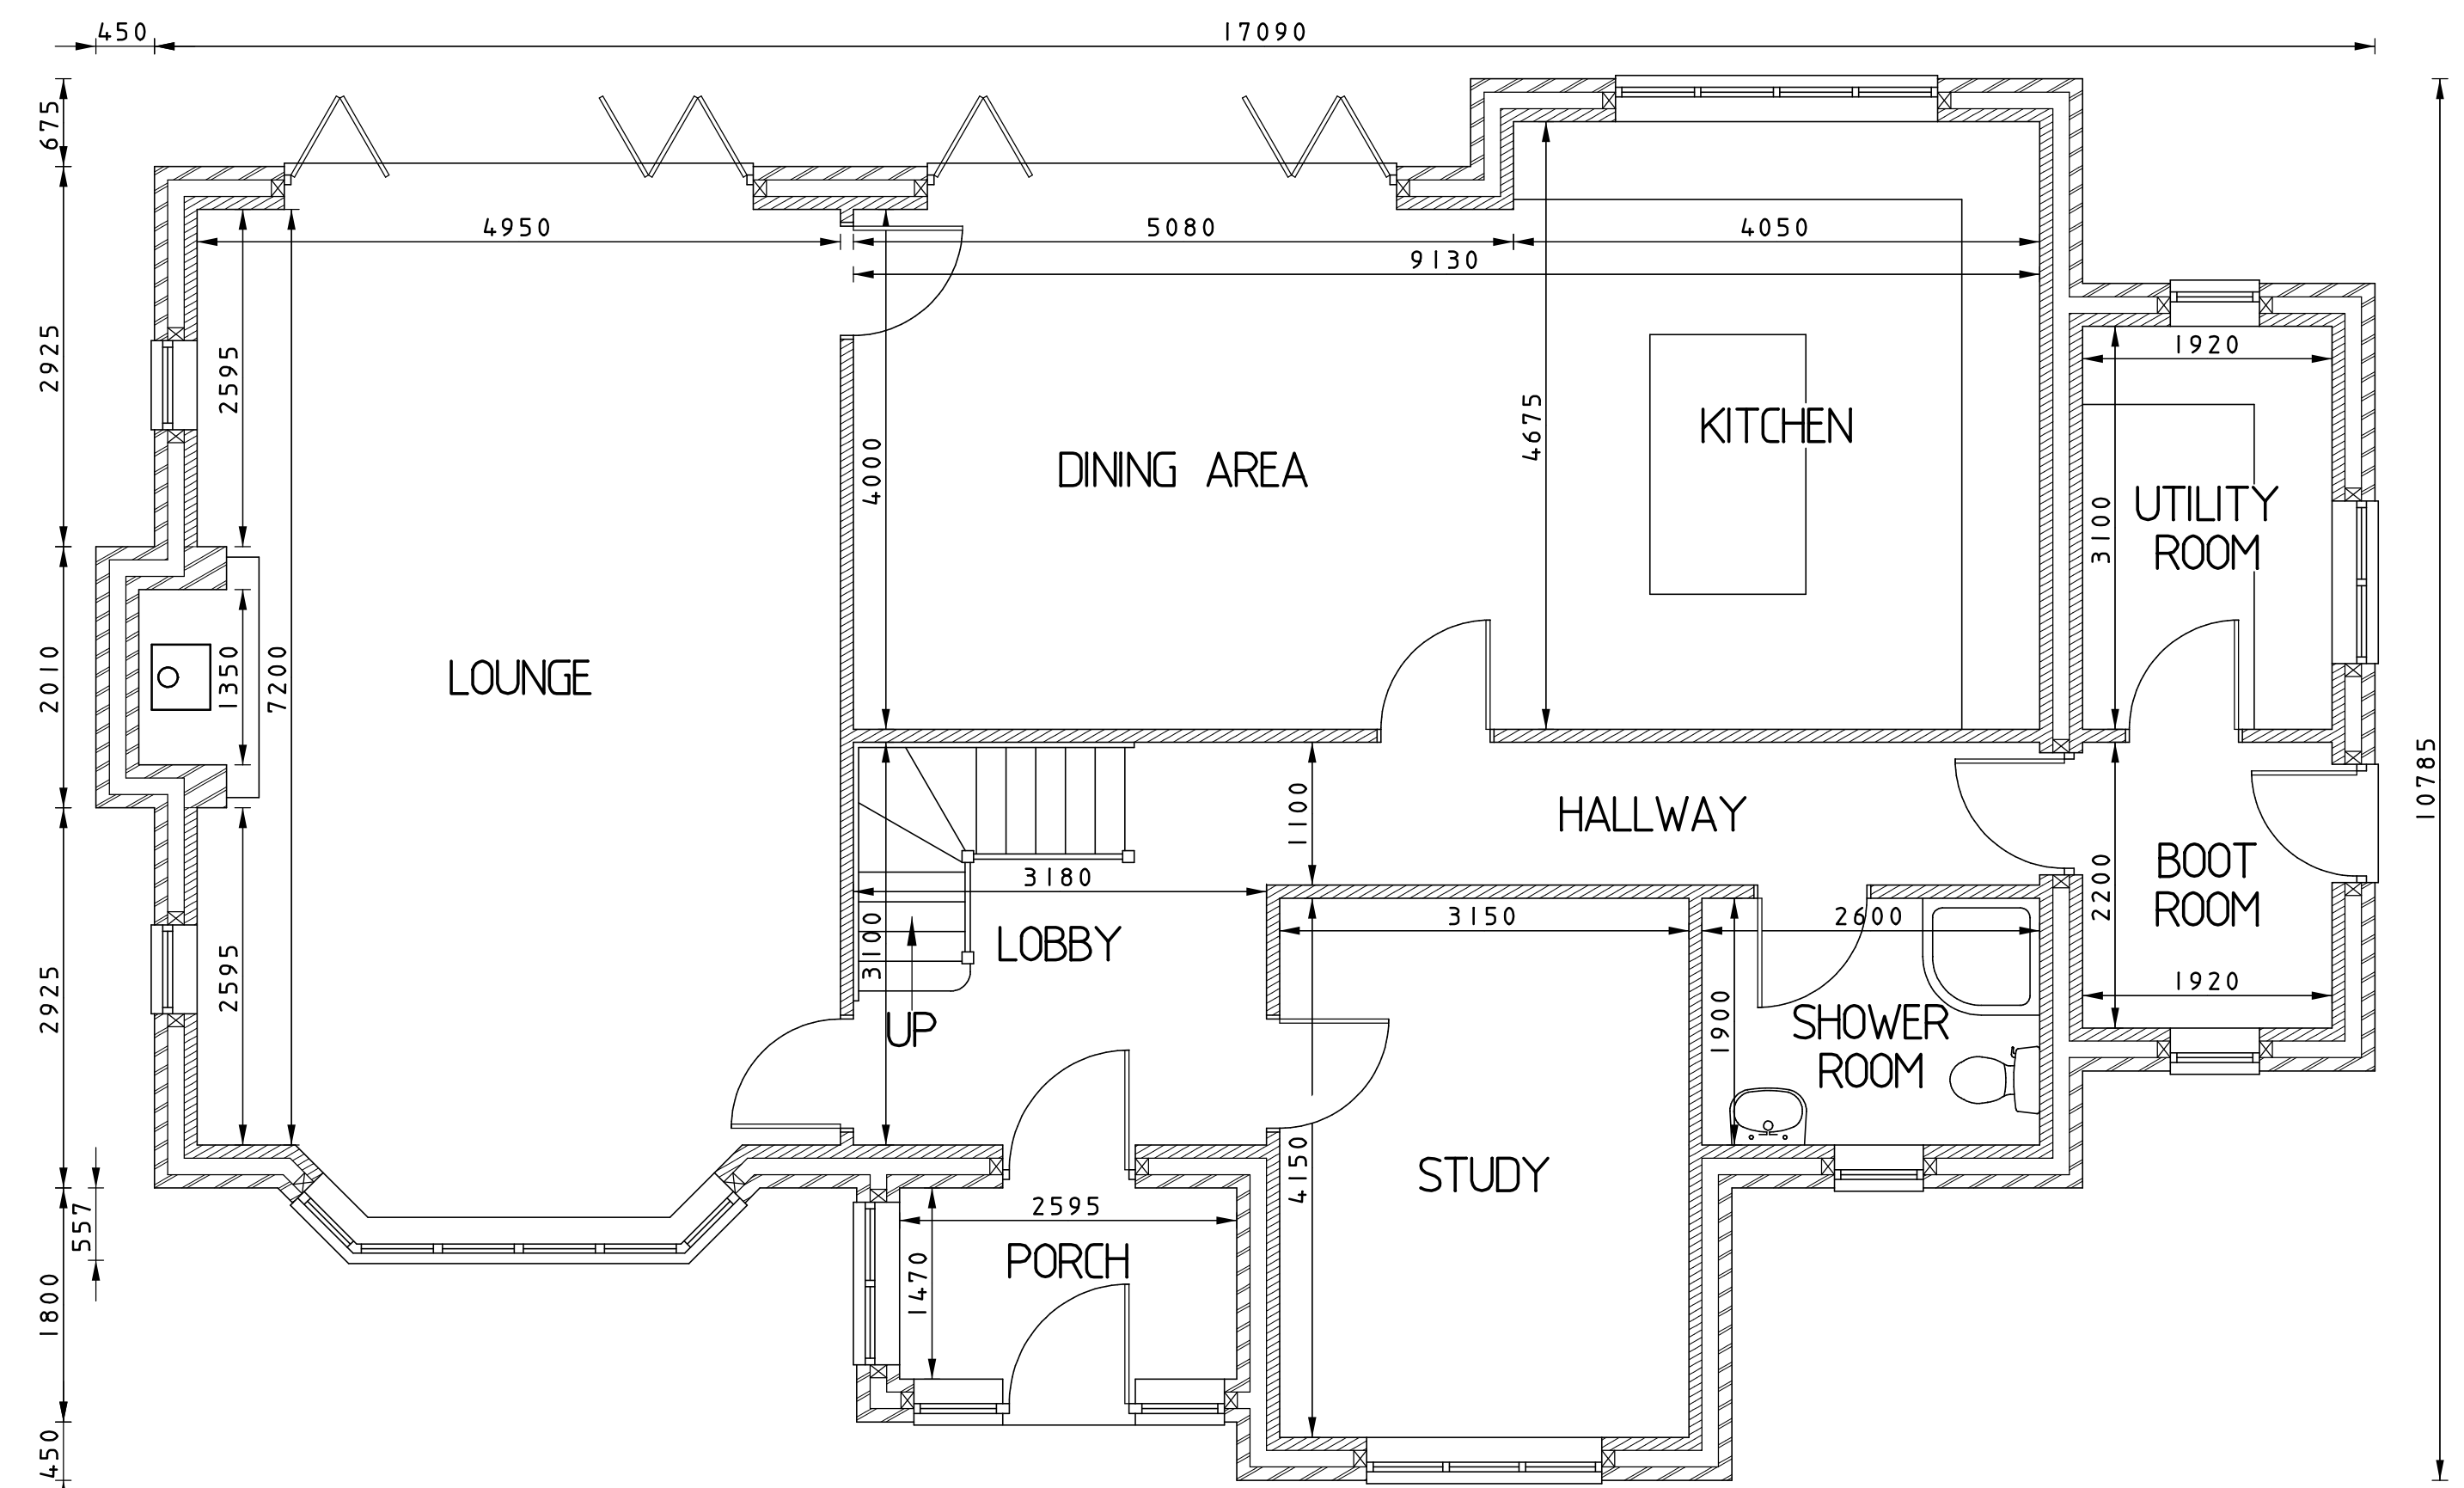 450
17090
675
4950
5080
4050
9130
2925
2595
1920
4000
4675
KITCHEN
DINING AREA
3100
UTILITY
ROOM
2010
1350
7200
LOUNGE
10785
1100
HALLWAY
BOOT
ROOM
2200
3180
3100
LOBBY
3150
2600
2925
2595
1920
UP
1900
SHOWER
ROOM
4150
STUDY
557
2595
PORCH
1470
1800
450